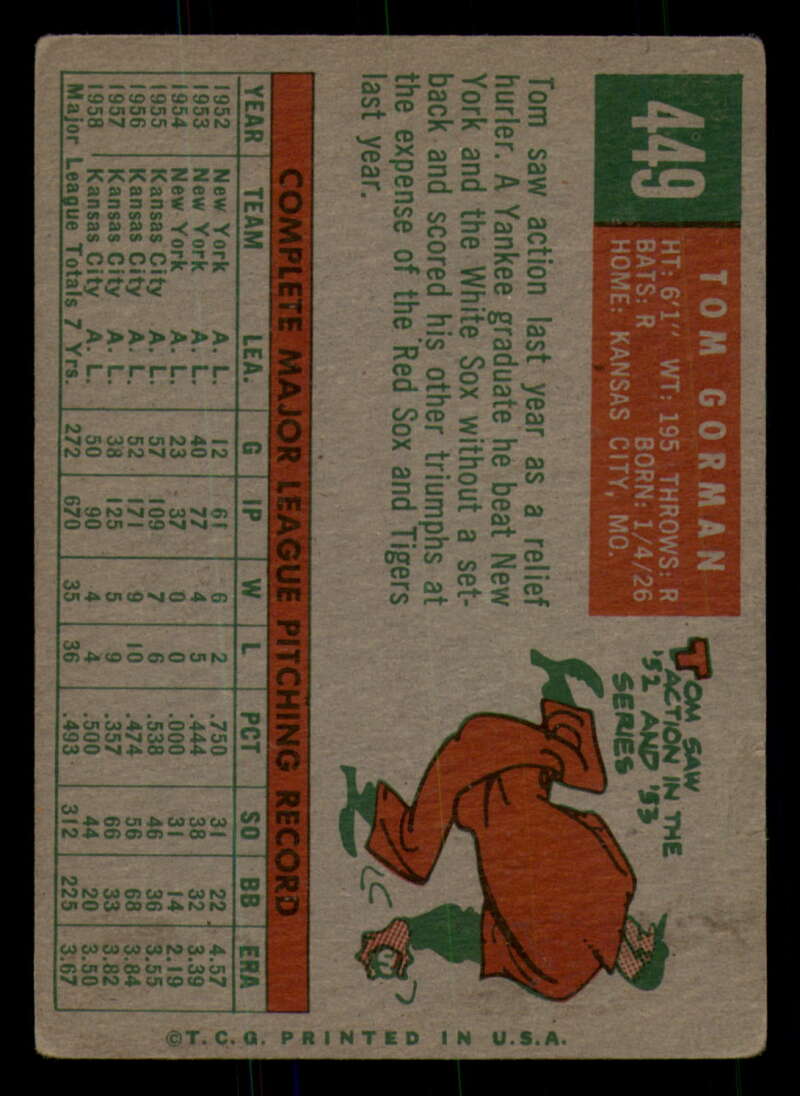 449
TOM GORMAN
HT: 6'1" WT: 195 THROWS: R
BATS: R BORN: 1/4/26
HOME: KANSAS CITY, MO.
Tom saw action last year as a relief
hurler. A Yankee graduate he beat New
York and the White Sox without a set-
back and scored his other triumphs at
the expense of the Red Sox and Tigers
last year.
TOM SAW
ACTION IN THE
'52 AND '53
SERIES
COMPLETE MAJOR LEAGUE PITCHING RECORD
YEAR TEAM LEA. G IP W L PCT SO BB ERA
1952 New York A. L. 12 61 6 2 .750 31 22 4.57
1953 New York A. L. 40 77 4 5 .444 38 32 3.39
1954 New York A. L. 23 37 0 0 .000 31 14 2.19
1955 Kansas City A. L. 57 109 7 6 .538 46 36 3.55
1956 Kansas City A. L. 52 171 9 10 .474 56 68 3.84
1957 Kansas City A. L. 38 125 5 9 .357 66 33 3.82
1958 Kansas City A. L. 50 90 4 4 .500 44 20 3.50
Major League Totals 7 Yrs. 272 670 35 36 .493 312 225 3.67
©T.C.G. PRINTED IN U.S.A.